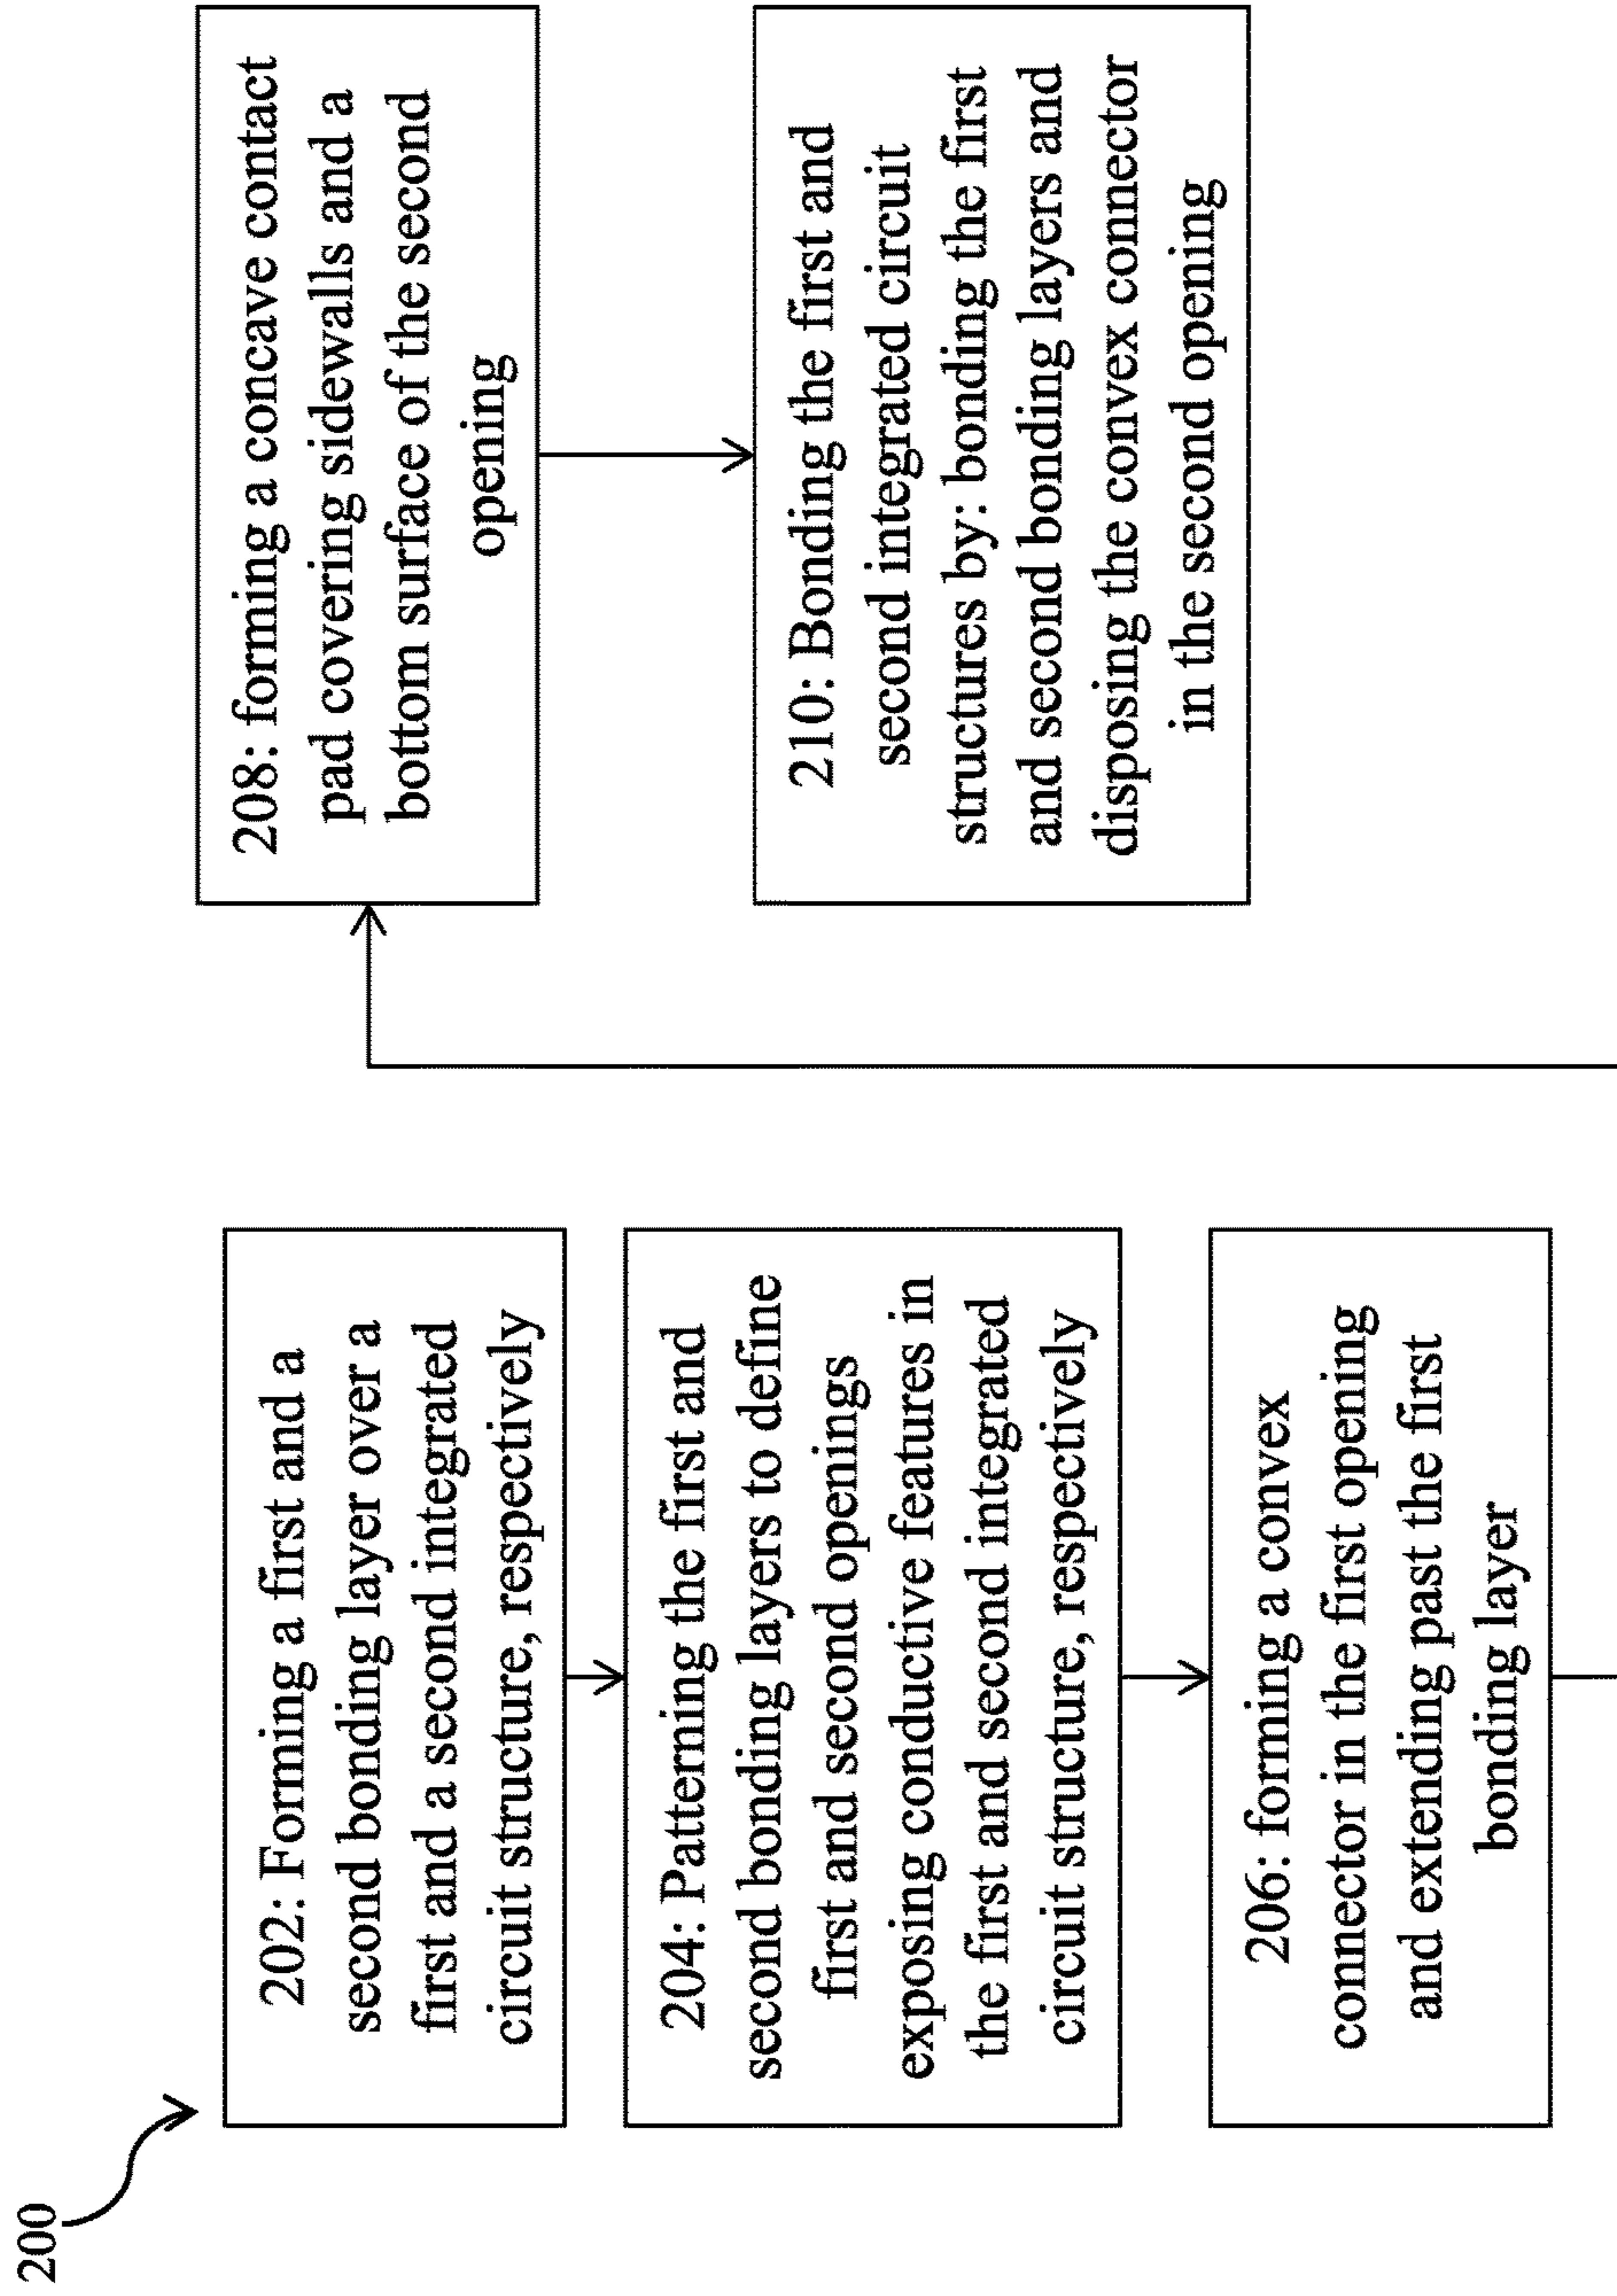 200
202: Forming a first and a
second bonding layer over a
first and a second integrated
circuit structure, respectively
204: Patterning the first and
second bonding layers to define
first and second openings
exposing conductive features in
the first and second integrated
circuit structure, respectively
206: forming a convex
connector in the first opening
and extending past the first
bonding layer
208: forming a concave contact
pad covering sidewalls and a
bottom surface of the second
opening
210: Bonding the first and
second integrated circuit
structures by: bonding the first
and second bonding layers and
disposing the convex connector
in the second opening